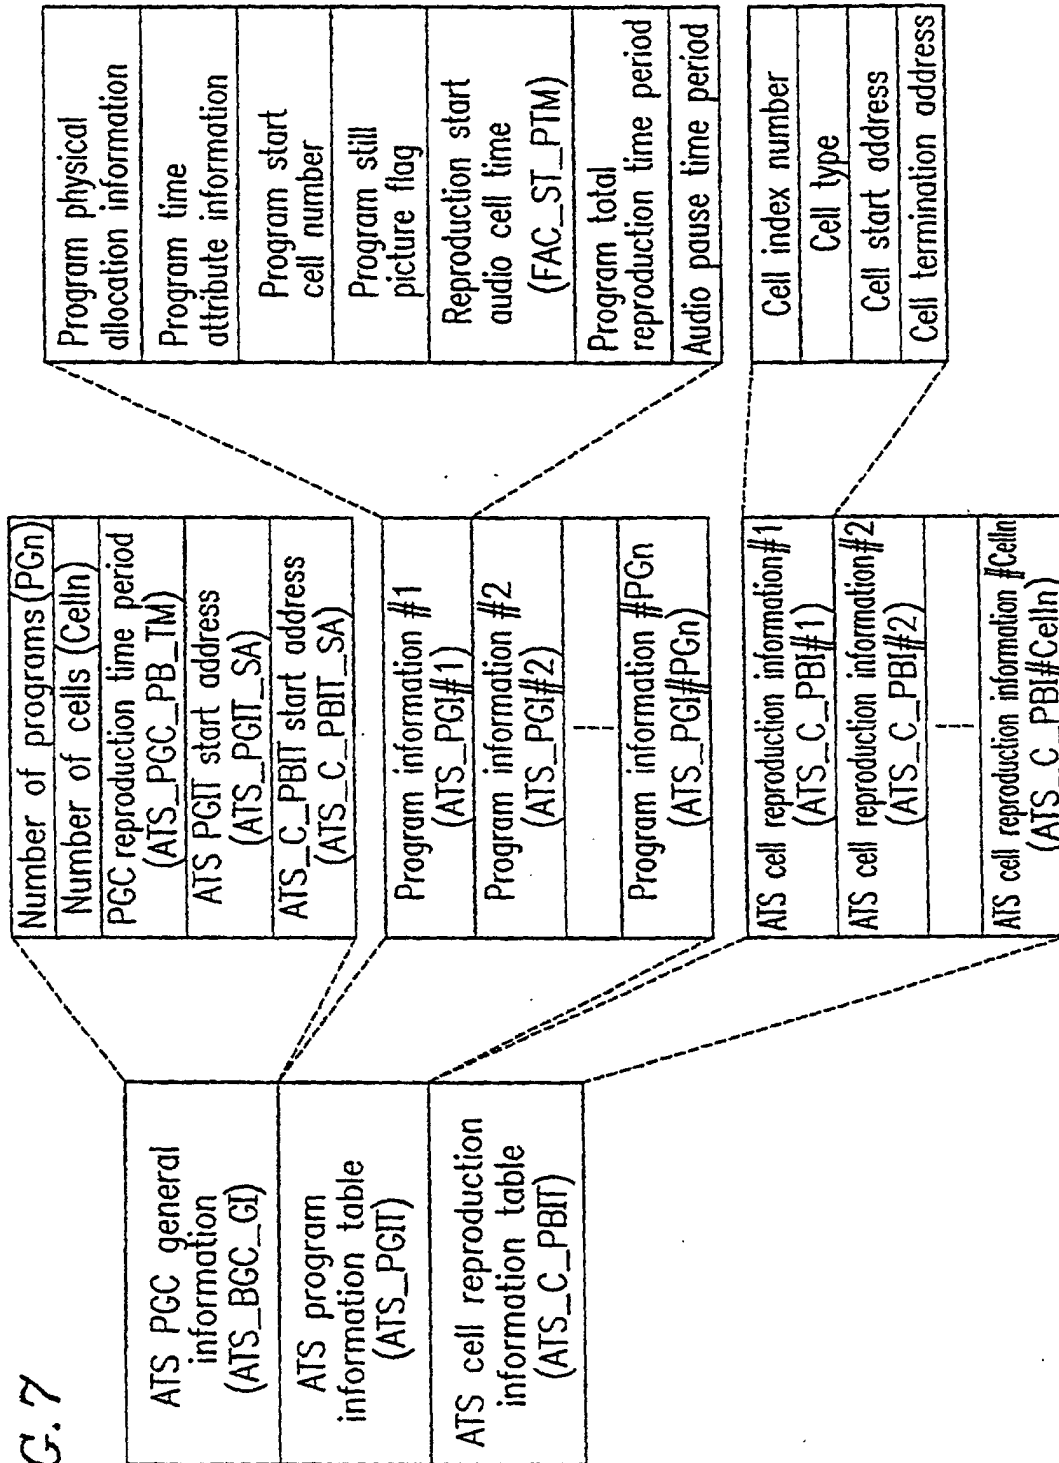 G. 7
ATS PGC general
information
(ATS_BGC_GI)
ATS program
information table
(ATS_PGIT)
ATS cell reproduction
information table
(ATS_C_PBIT)
Number of programs (PGn)
Number of cells (Celln)
PGC reproduction time period
(ATS_PGC_PB_TM)
ATS PGIT start address
(ATS_PGIT_SA)
ATS_C_PBIT start address
(ATS_C_PBIT_SA)
Program information #1
(ATS_PGI#1)
Program information #2
(ATS_PGI#2)
Program information #PGn
(ATS_PGI#PGn)
ATS cell reproduction information#1
(ATS_C_PBI#1)
ATS cell reproduction information#2
(ATS_C_PBI#2)
ATS cell reproduction information #Celln
(ATS_C_PBI#Celln)
Program physical
allocation information
Program time
attribute information
Program start
cell number
Program still
picture flag
Reproduction start
audio cell time
(FAC_ST_PTM)
Program total
reproduction time period
Audio pause time period
Cell index number
Cell type
Cell start address
Cell termination address